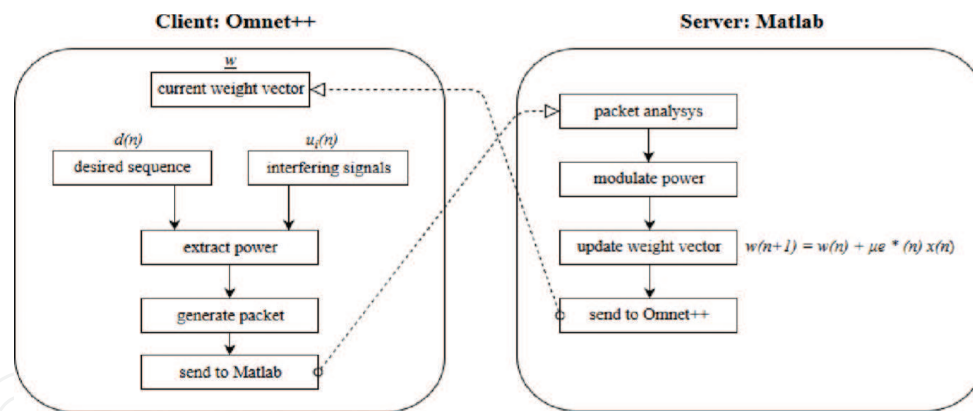 Client: Omnet++
w
current weight vector
d(n)
desired sequence
u_i(n)
interfering signals
extract power
generate packet
send to Matlab
Server: Matlab
packet analysys
modulate power
update weight vector
w(n+1) = w(n) + μe * (n) x(n)
send to Omnet++